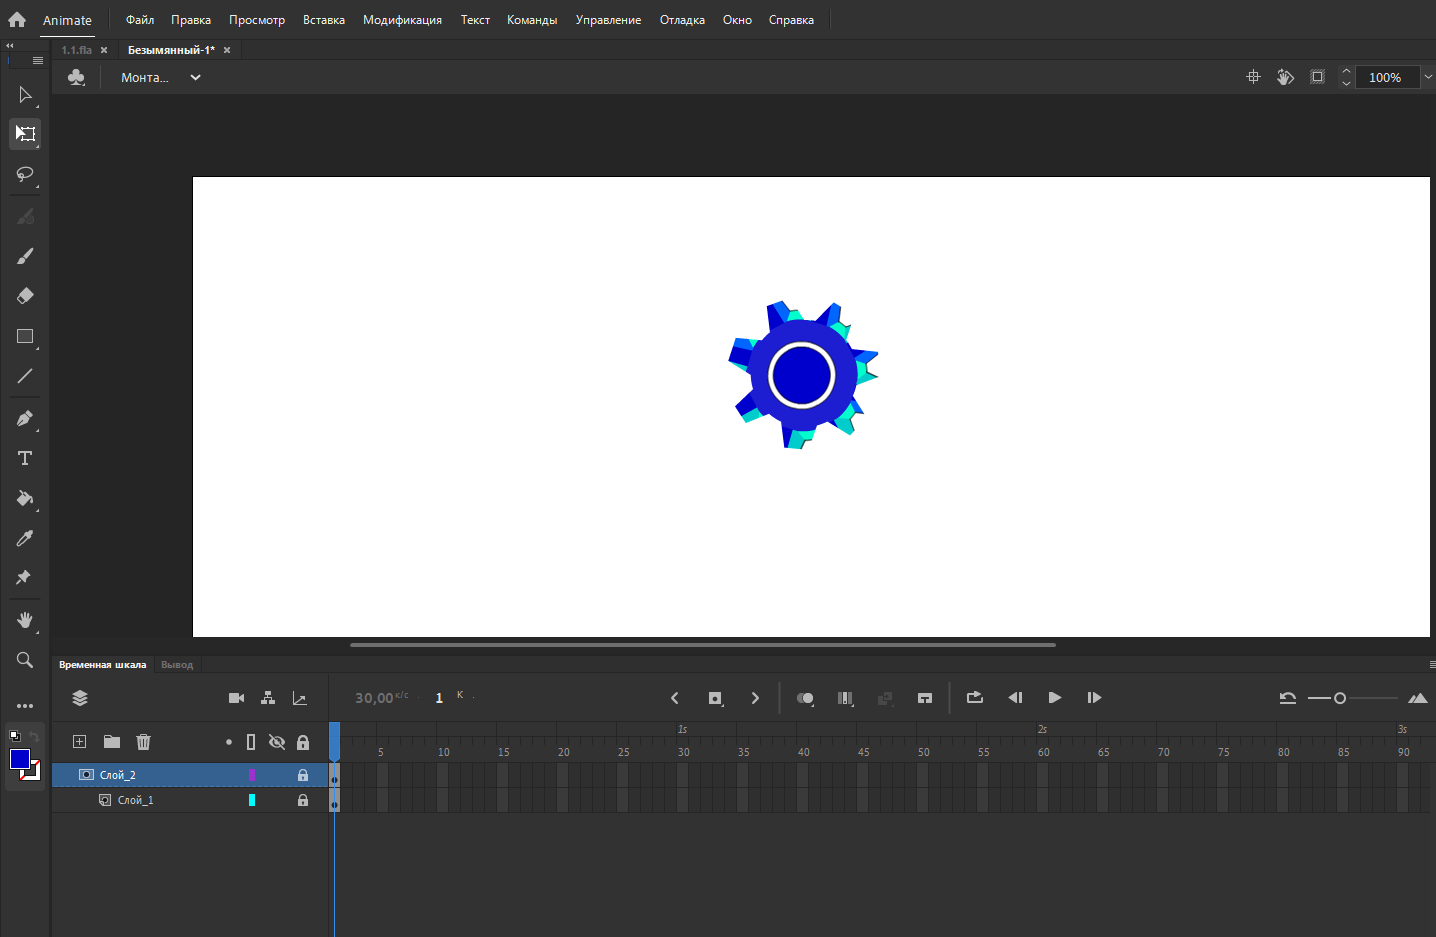 Animate Файл Правка Просмотр Вставка Модификация Текст Команды Управление Отладка Окно Справка
1.1.fla × Безымянный-1* ×
Монта... 100%
Временная шкала Вывод
30,00 к/с 1 К
1s 2s 3s
5 10 15 20 25 30 35 40 45 50 55 60 65 70 75 80 85 90
Слой_2
Слой_1